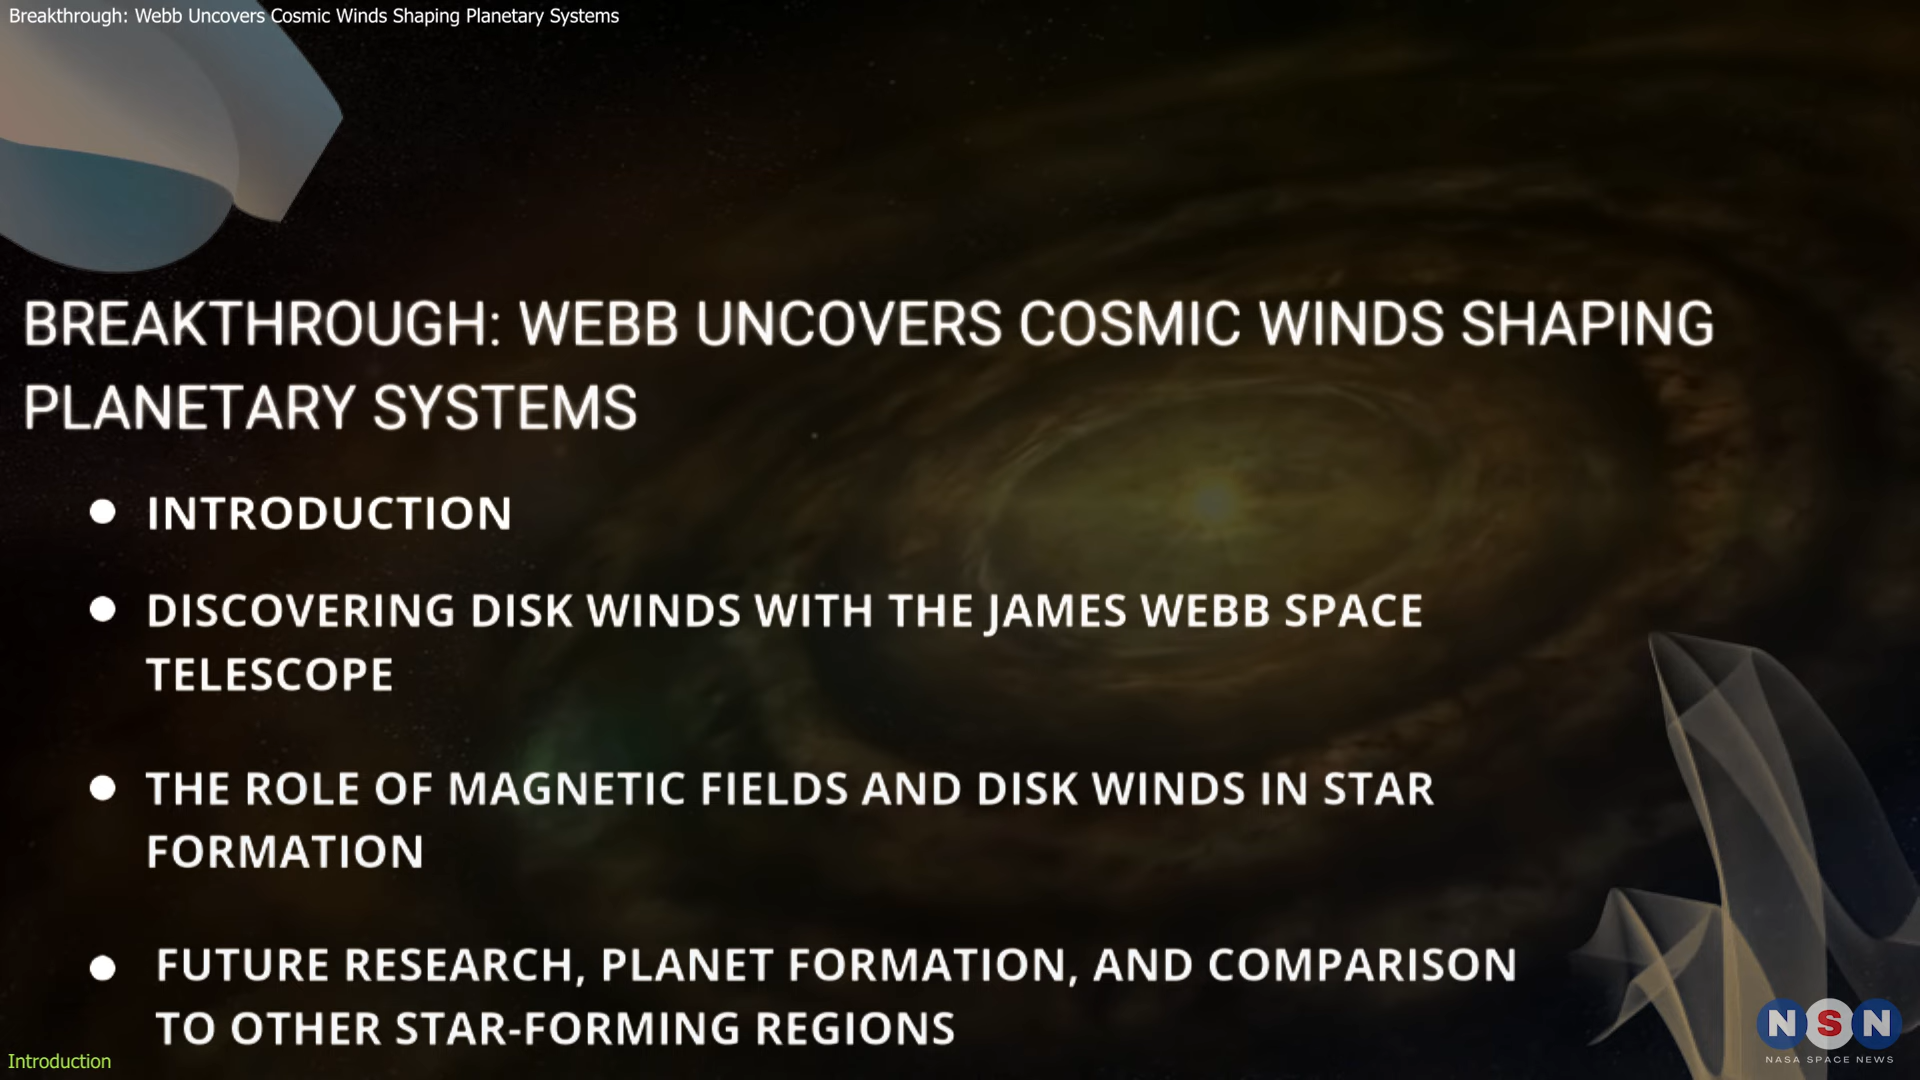 Breakthrough: Webb Uncovers Cosmic Winds Shaping Planetary Systems
BREAKTHROUGH: WEBB UNCOVERS COSMIC WINDS SHAPING
PLANETARY SYSTEMS
● INTRODUCTION
● DISCOVERING DISK WINDS WITH THE JAMES WEBB SPACE
TELESCOPE
● THE ROLE OF MAGNETIC FIELDS AND DISK WINDS IN STAR
FORMATION
● FUTURE RESEARCH, PLANET FORMATION, AND COMPARISON
TO OTHER STAR-FORMING REGIONS
Introduction
NSN
NASA SPACE NEWS